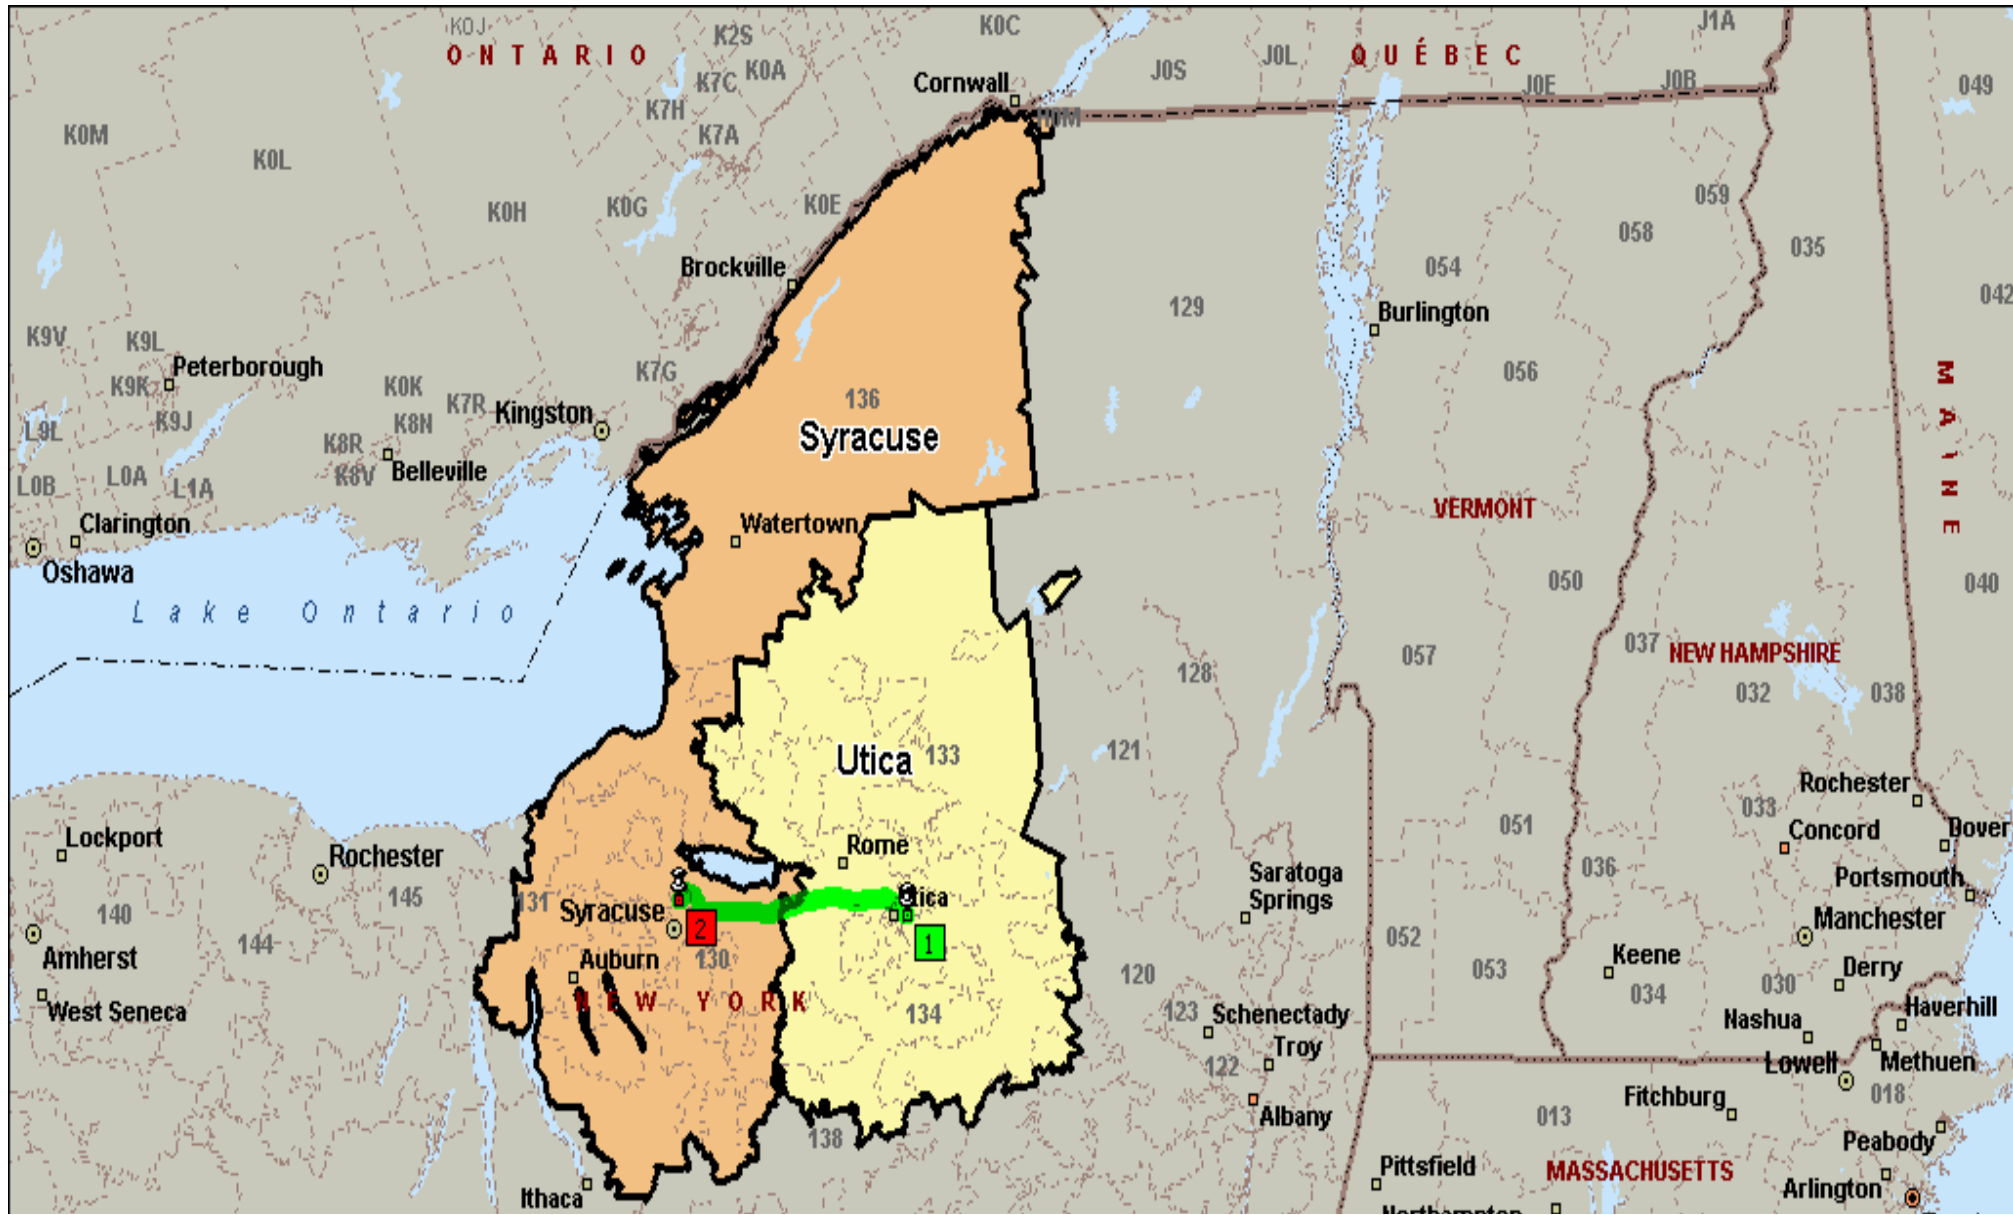 K0J
K2S
K0C
J1A
ONTARIO
QUÉBEC
J0L
J0S
K0A
K7C
J0E
J0B
049
Cornwall
K7H
H0M
K0M
K7A
K0L
059
K0H
K0G
K0E
058
035
Brockville
054
042
129
Burlington
K9V
K9L
Peterborough
K7G
056
MAINE
K9K
K0K
K7R
136
Kingston
K9J
K8N
L9L
K8R
Syracuse
Belleville
K8V
L0A
L0B
L1A
VERMONT
Clarington
Watertown
Oshawa
050
040
Lake Ontario
037
057
NEW HAMPSHIRE
128
032
038
121
133
Utica
Rochester
033
051
Concord
Dover
Lockport
Rome
Rochester
036
Saratoga
Springs
Portsmouth
145
131
140
Syracuse
tica
Manchester
2
1
052
144
Amherst
Auburn
130
120
053
Keene
Derry
030
034
NEW YORK
West Seneca
134
123
Schenectady
Haverhill
Nashua
Troy
122
Lowell
Methuen
018
Fitchburg
Albany
013
138
Peabody
Pittsfield
MASSACHUSETTS
Ithaca
Arlington
Northampton